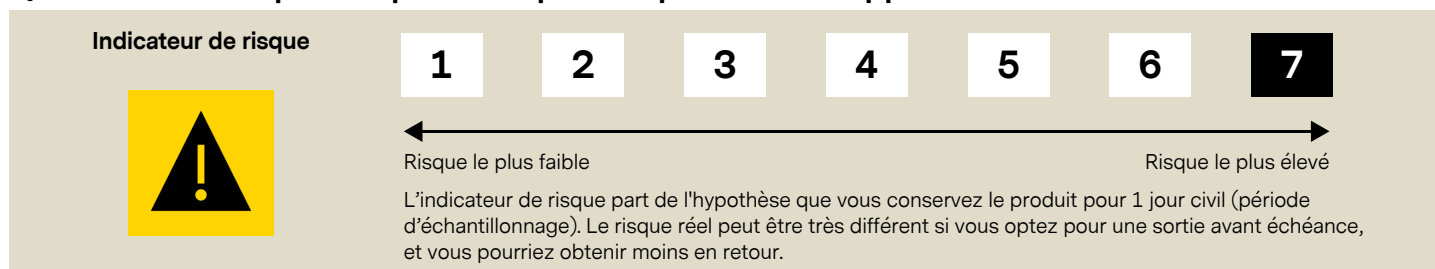 Indicateur de risque
1 2 3 4 5 6 7
Risque le plus faible Risque le plus élevé
L’indicateur de risque part de l'hypothèse que vous conservez le produit pour 1 jour civil (période
d’échantillonnage). Le risque réel peut être très différent si vous optez pour une sortie avant échéance,
et vous pourriez obtenir moins en retour.